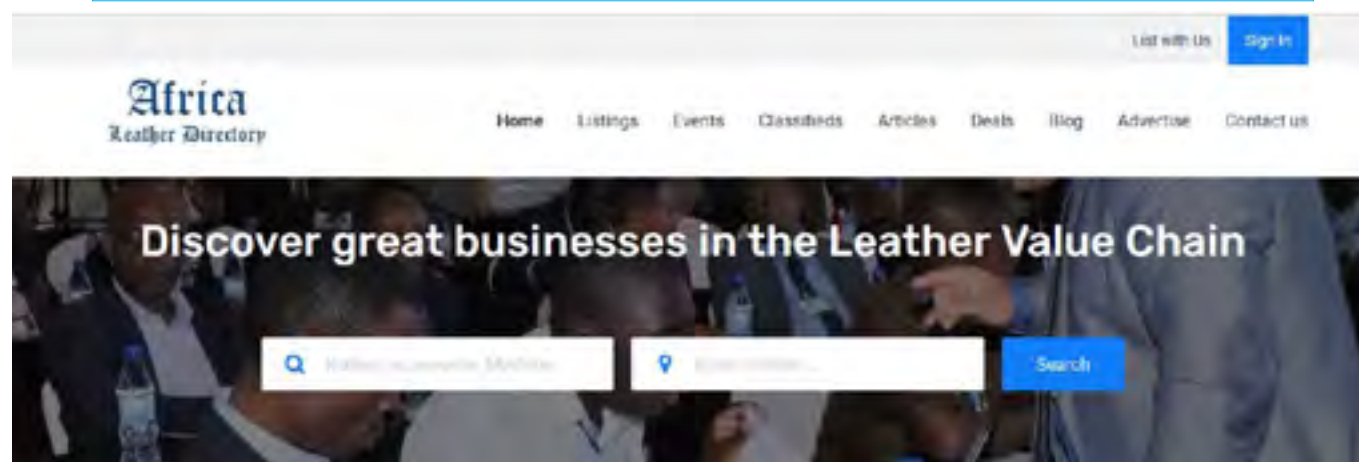 List with Us Sign In
Africa
Leather Directory
Home Listings Events Classifieds Articles Deals Blog Advertise Contact us
Discover great businesses in the Leather Value Chain
Search